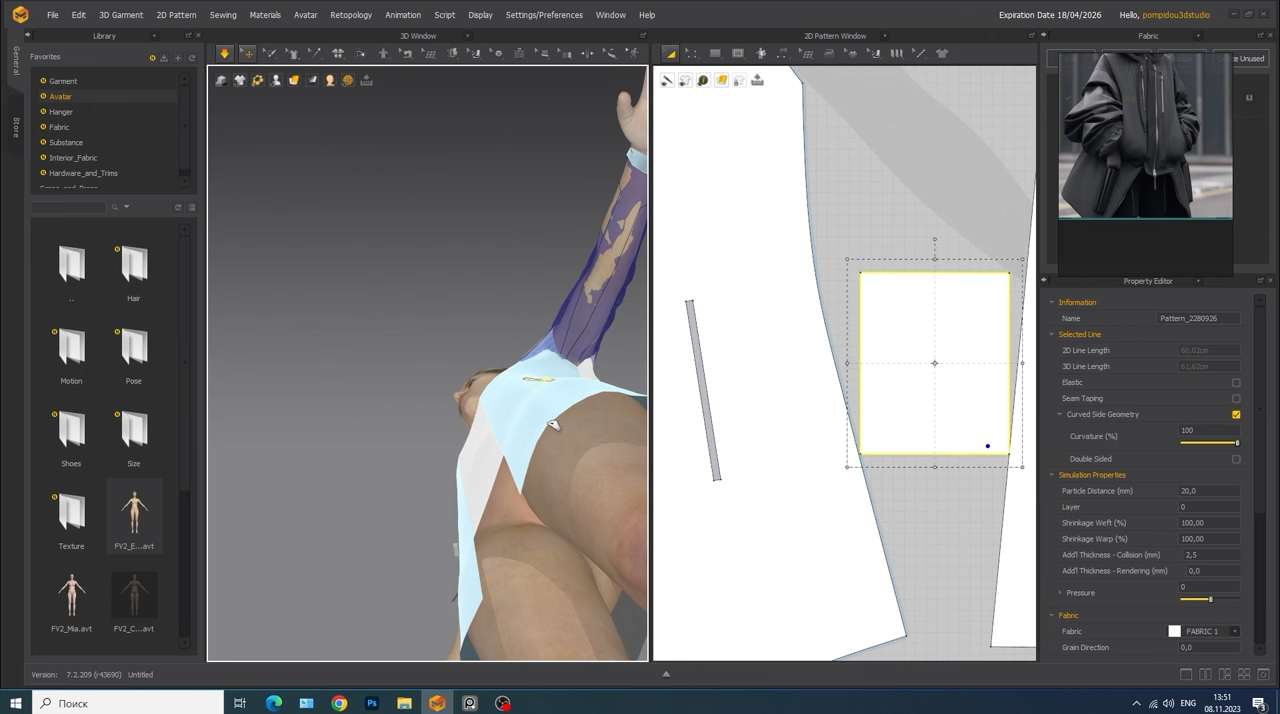 File Edit 3D Garment 2D Pattern Sewing Materials Avatar Retopology Animation Script Display Settings/Preferences Window Help Expiration Date 18/04/2026 Hello, pompidou3dstudio
Library 3D Window 2D Pattern Window Fabric
General
Store
Favorites
Garment
Avatar
Hanger
Fabric
Substance
Interior_Fabric
Hardware_and_Trims
..
Hair
Motion
Pose
Shoes
Size
Texture
FV2_E...avt
FV2_Mia.avt
FV2_C...avt
Unused
Property Editor
Information
Name Pattern_2280926
Selected Line
2D Line Length 60,02cm
3D Line Length 61,62cm
Elastic
Seam Taping
Curved Side Geometry
Curvature (%) 100
Double Sided
Simulation Properties
Particle Distance (mm) 20,0
Layer 0
Shrinkage Weft (%) 100,00
Shrinkage Warp (%) 100,00
Add'l Thickness - Collision (mm) 2,5
Add'l Thickness - Rendering (mm) 0,0
Pressure 0
Fabric
Fabric FABRIC 1
Grain Direction 0,0
Version: 7.2.209 (r43690) Untitled
Поиск
ENG
13:51
08.11.2023